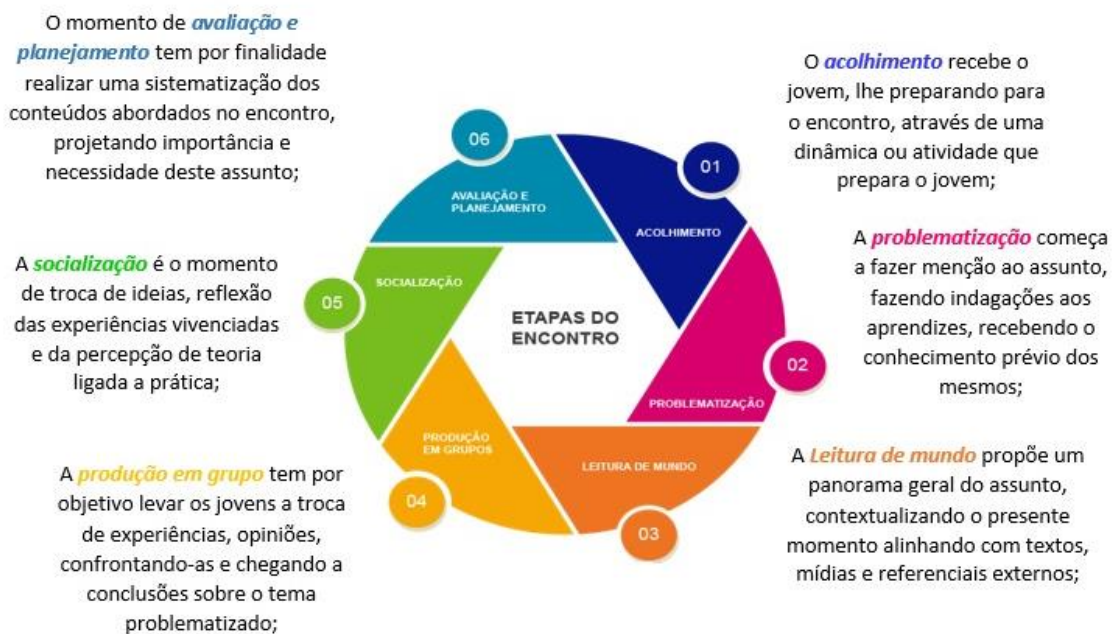 O momento de avaliação e
planejamento tem por finalidade
realizar uma sistematização dos
conteúdos abordados no encontro,
projetando importância e
necessidade deste assunto;
O acolhimento recebe o
jovem, lhe preparando para
o encontro, através de uma
dinâmica ou atividade que
prepara o jovem;
A problematização começa
a fazer menção ao assunto,
fazendo indagações aos
aprendizes, recebendo o
conhecimento prévio dos
mesmos;
A socialização é o momento
de troca de ideias, reflexão
das experiências vivenciadas
e da percepção de teoria
ligada a prática;
A produção em grupo tem por
objetivo levar os jovens a troca
de experiências, opiniões,
confrontando-as e chegando a
conclusões sobre o tema
problematizado;
A Leitura de mundo propõe um
panorama geral do assunto,
contextualizando o presente
momento alinhando com textos,
mídias e referenciais externos;
ETAPAS DO
ENCONTRO
01
ACOLHIMENTO
02
PROBLEMATIZAÇÃO
03
LEITURA DE MUNDO
04
PRODUÇÃO
EM GRUPOS
05
SOCIALIZAÇÃO
06
AVALIAÇÃO E
PLANEJAMENTO